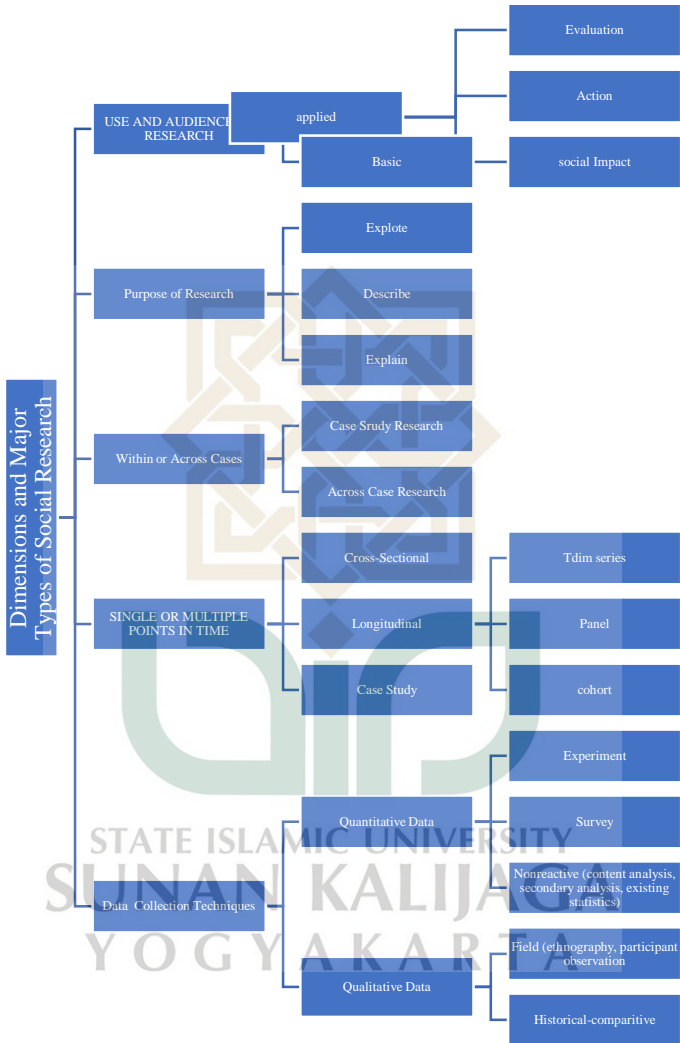 Dimensions and Major
Types of Social Research
USE AND AUDIENCE
RESEARCH
applied
Evaluation
Action
Basic
social Impact
Purpose of Research
Explote
Describe
Explain
Within or Across Cases
Case Srudy Research
Across Case Research
SINGLE OR MULTIPLE
POINTS IN TIME
Cross-Sectional
Longitudinal
Tdim series
Panel
cohort
Case Study
Data Collection Techniques
Quantitative Data
Experiment
Survey
Nonreactive (content analysis,
secondary analysis, existing
statistics)
Qualitative Data
Field (ethnography, participant
observation
Historical-comparitive
STATE ISLAMIC UNIVERSITY
SUNAN KALIJAGA
YOGYAKARTA